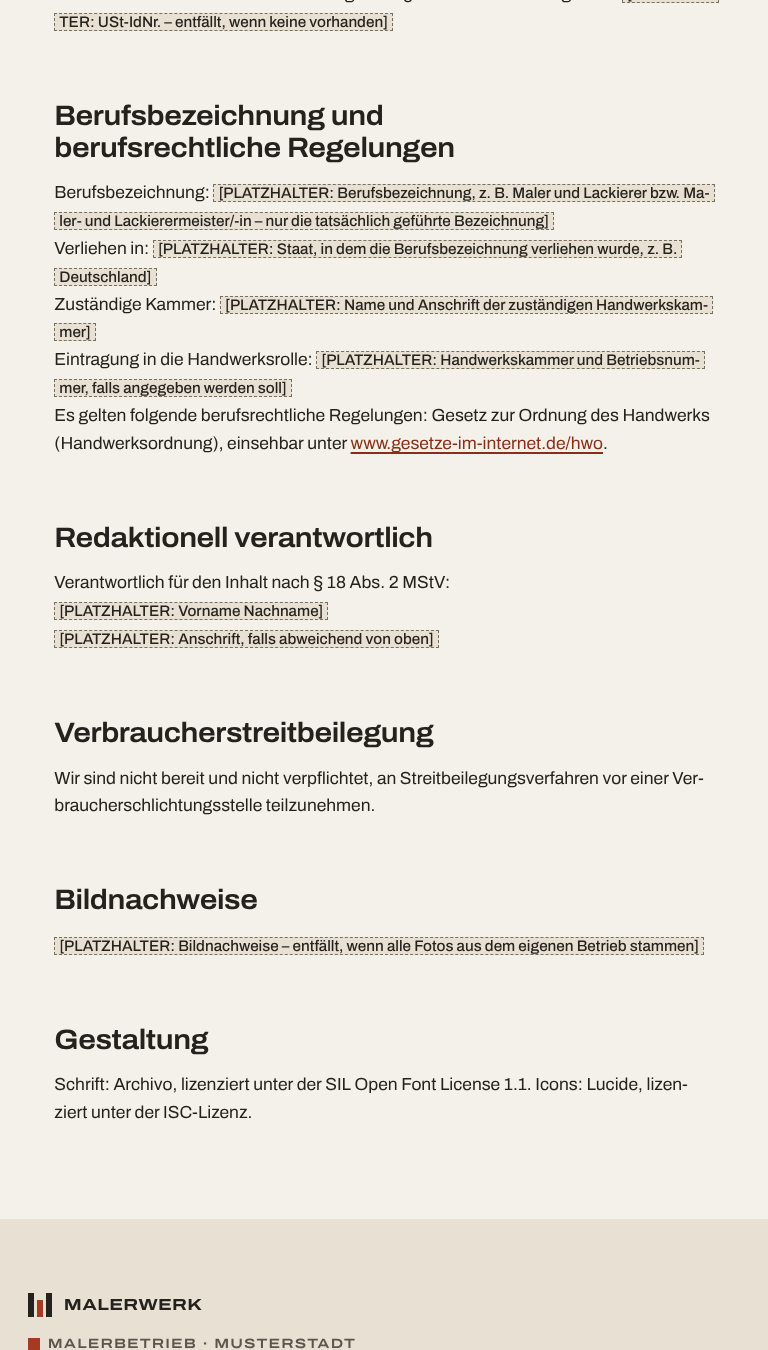 TER: USt-IdNr. – entfällt, wenn keine vorhanden]
Berufsbezeichnung und
berufsrechtliche Regelungen
Berufsbezeichnung: [PLATZHALTER: Berufsbezeichnung, z. B. Maler und Lackierer bzw. Ma-
ler- und Lackierermeister/-in – nur die tatsächlich geführte Bezeichnung]
Verliehen in: [PLATZHALTER: Staat, in dem die Berufsbezeichnung verliehen wurde, z. B.
Deutschland]
Zuständige Kammer: [PLATZHALTER: Name und Anschrift der zuständigen Handwerkskam-
mer]
Eintragung in die Handwerksrolle: [PLATZHALTER: Handwerkskammer und Betriebsnum-
mer, falls angegeben werden soll]
Es gelten folgende berufsrechtliche Regelungen: Gesetz zur Ordnung des Handwerks
(Handwerksordnung), einsehbar unter www.gesetze-im-internet.de/hwo.
Redaktionell verantwortlich
Verantwortlich für den Inhalt nach § 18 Abs. 2 MStV:
[PLATZHALTER: Vorname Nachname]
[PLATZHALTER: Anschrift, falls abweichend von oben]
Verbraucherstreitbeilegung
Wir sind nicht bereit und nicht verpflichtet, an Streitbeilegungsverfahren vor einer Ver-
braucherschlichtungsstelle teilzunehmen.
Bildnachweise
[PLATZHALTER: Bildnachweise – entfällt, wenn alle Fotos aus dem eigenen Betrieb stammen]
Gestaltung
Schrift: Archivo, lizenziert unter der SIL Open Font License 1.1. Icons: Lucide, lizen-
ziert unter der ISC-Lizenz.
MALERWERK
MALERBETRIEB · MUSTERSTADT